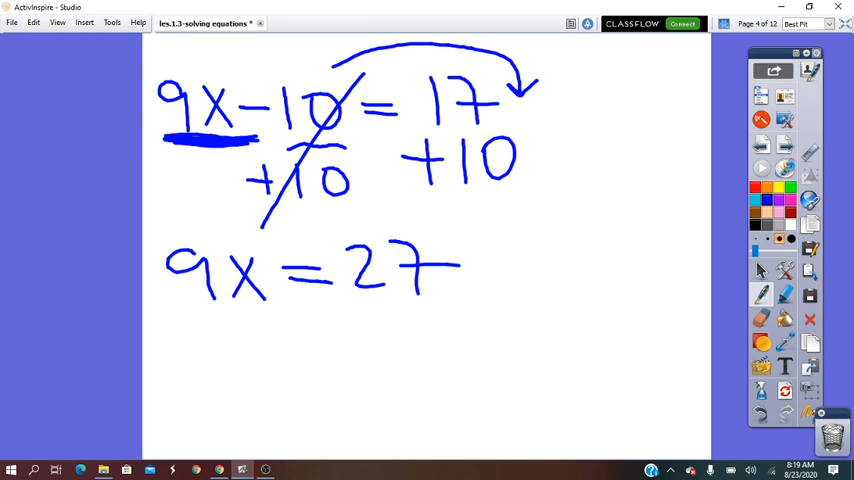 ActivInspire - Studio
File Edit View Insert Tools Help
les.1.3-solving equations *
CLASSFLOW Connect
Page 4 of 12
Best Fit
9x-10 = 17
+10 +10
9x = 27
T
8:19 AM
8/23/2020